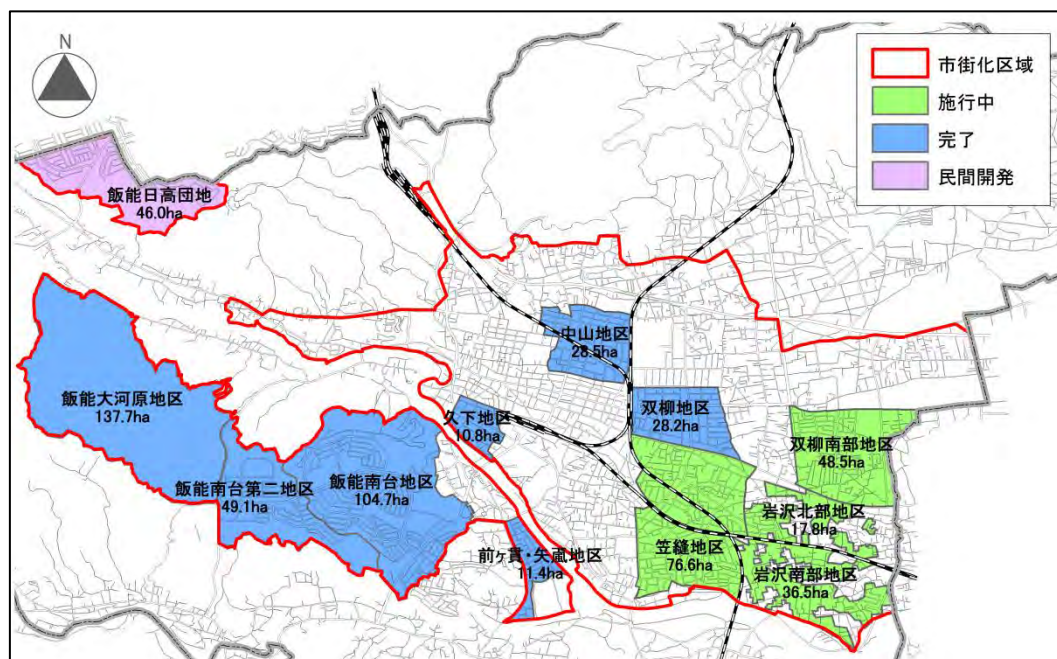 N
市街化区域
施行中
完了
民間開発
飯能日高団地
46.0ha
中山地区
28.5ha
飯能大河原地区
137.7ha
久下地区
10.8ha
双柳地区
28.2ha
双柳南部地区
48.5ha
飯能南台地区
104.7ha
飯能南台第二地区
49.1ha
岩沢北部地区
17.8ha
前ヶ貫・矢颪地区
11.4ha
笠縫地区
76.6ha
岩沢南部地区
36.5ha